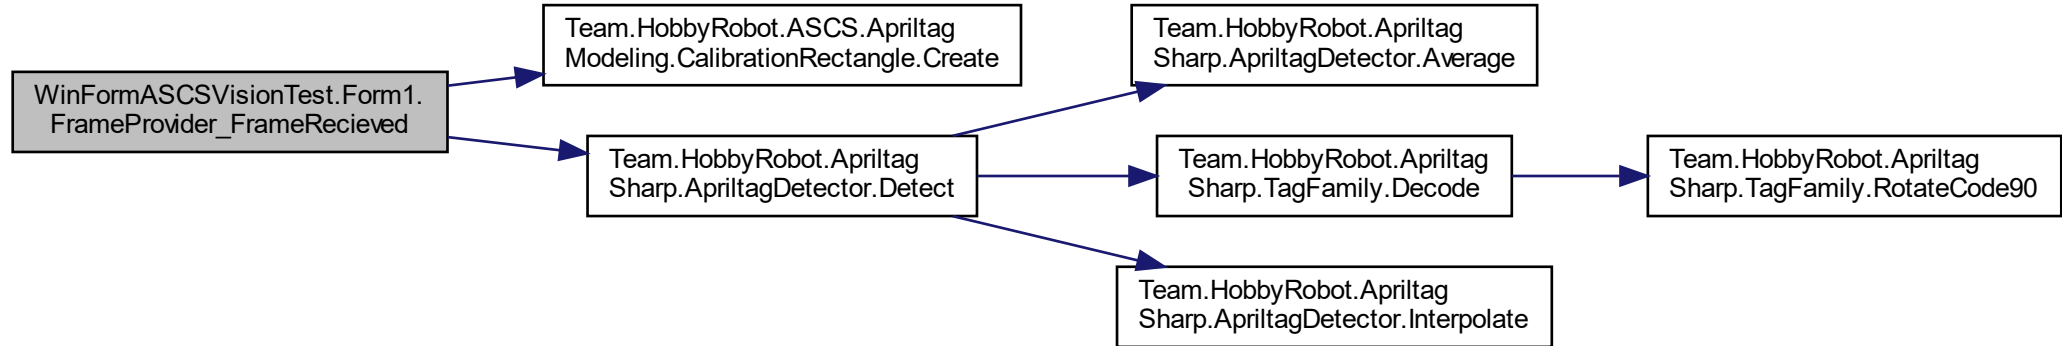 WinFormASCSVisionTest.Form1.
FrameProvider_FrameRecieved
Team.HobbyRobot.ASCS.Apriltag
Modeling.CalibrationRectangle.Create
Team.HobbyRobot.Apriltag
Sharp.ApriltagDetector.Detect
Team.HobbyRobot.Apriltag
Sharp.ApriltagDetector.Average
Team.HobbyRobot.Apriltag
Sharp.TagFamily.Decode
Team.HobbyRobot.Apriltag
Sharp.TagFamily.RotateCode90
Team.HobbyRobot.Apriltag
Sharp.ApriltagDetector.Interpolate